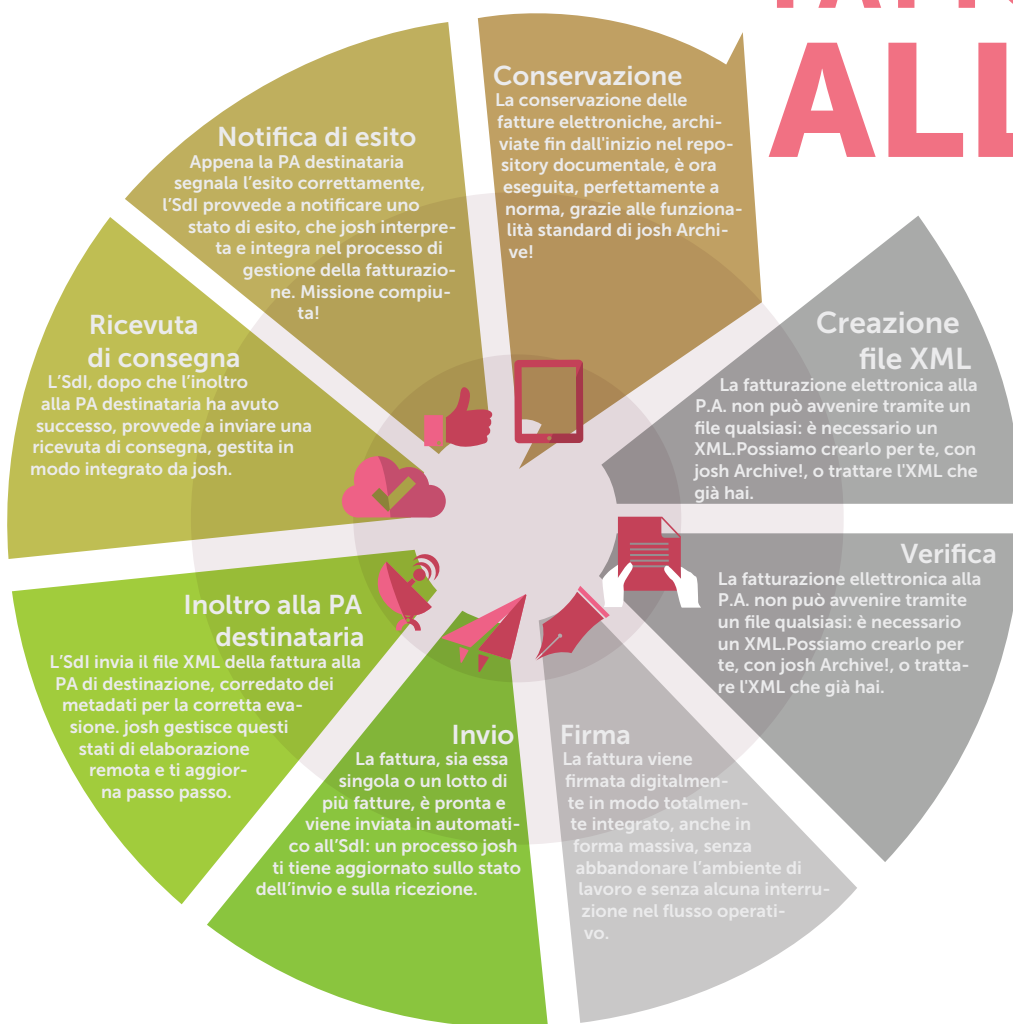 ALL
Conservazione
La conservazione delle
fatture elettroniche, archi-
viate fin dall'inizio nel repo-
sitory documentale, è ora
eseguita, perfettamente a
norma, grazie alle funziona-
lità standard di josh Archi-
ve!
Notifica di esito
Appena la PA destinataria
segnala l’esito correttamente,
l’SdI provvede a notificare uno
stato di esito, che josh interpre-
ta e integra nel processo di
gestione della fatturazio-
ne. Missione compiu-
ta!
Ricevuta
di consegna
L’SdI, dopo che l’inoltro
alla PA destinataria ha avuto
successo, provvede a inviare una
ricevuta di consegna, gestita in
modo integrato da josh.
Creazione
file XML
La fatturazione elettronica alla
P.A. non può avvenire tramite un
file qualsiasi: è necessario un
XML.Possiamo crearlo per te, con
josh Archive!, o trattare l'XML che
già hai.
Verifica
La fatturazione ellettronica alla
P.A. non può avvenire tramite
un file qualsiasi: è necessario
un XML.Possiamo crearlo per
te, con josh Archive!, o tratta-
re l'XML che già hai.
Inoltro alla PA
destinataria
L’SdI invia il file XML della fattura alla
PA di destinazione, corredato dei
metadati per la corretta eva-
sione. josh gestisce questi
stati di elaborazione
remota e ti aggior-
na passo passo.
Invio
La fattura, sia essa
singola o un lotto di
più fatture, è pronta e
viene inviata in automati-
co all’SdI: un processo josh
ti tiene aggiornato sullo stato
dell’invio e sulla ricezione.
Firma
La fattura viene
firmata digitalmen-
te in modo totalmen-
te integrato, anche in
forma massiva, senza
abbandonare l’ambiente di
lavoro e senza alcuna interru-
zione nel flusso operati-
vo.